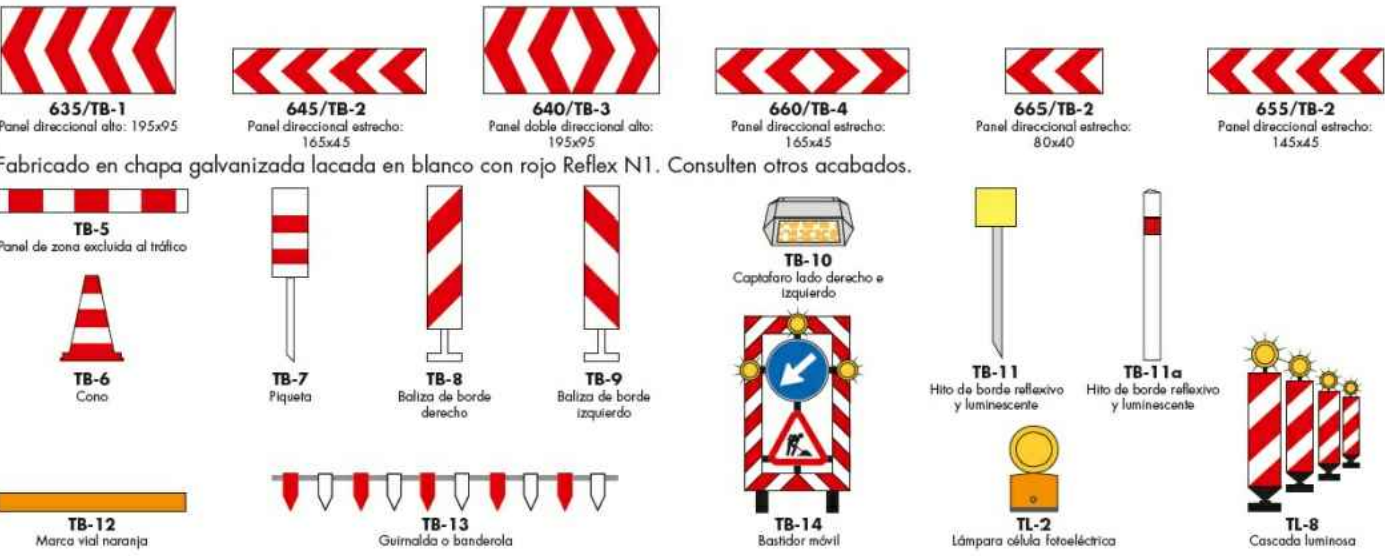 635/TB-1
Panel direccional alto: 195x95
645/TB-2
Panel direccional estrecho:
165x45
640/TB-3
Panel doble direccional alto:
195x95
660/TB-4
Panel direccional estrecho:
165x45
665/TB-2
Panel direccional estrecho:
80x40
655/TB-2
Panel direccional estrecho:
145x45
Fabricado en chapa galvanizada lacada en blanco con rojo Reflex N1. Consulten otros acabados.
TB-5
Panel de zona excluida al tráfico
TB-6
Cono
TB-7
Piqueta
TB-8
Baliza de borde
derecho
TB-9
Baliza de borde
izquierdo
TB-10
Captafaro lado derecho e
izquierdo
TB-11
Hito de borde reflexivo
y luminescente
TB-11a
Hito de borde reflexivo
y luminescente
TB-12
Marca vial naranja
TB-13
Guirnalda o banderola
TB-14
Bastidor móvil
TL-2
Lámpara célula fotoeléctrica
TL-8
Cascada luminosa